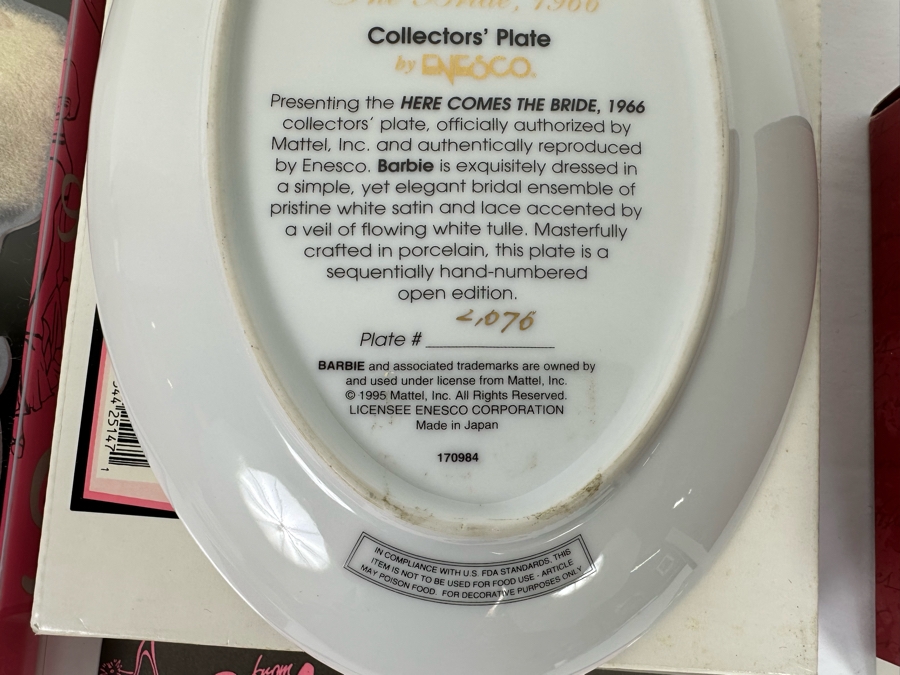 The Bride, 1966
Collectors' Plate
by ENESCO.
Presenting the HERE COMES THE BRIDE, 1966
collectors' plate, officially authorized by
Mattel, Inc. and authentically reproduced
by Enesco. Barbie is exquisitely dressed in
a simple, yet elegant bridal ensemble of
pristine white satin and lace accented by
a veil of flowing white tulle. Masterfully
crafted in porcelain, this plate is a
sequentially hand-numbered
open edition.
2,076
Plate #
BARBIE and associated trademarks are owned by
and used under license from Mattel, Inc.
© 1995 Mattel, Inc. All Rights Reserved.
LICENSEE ENESCO CORPORATION
Made in Japan
170984
IN COMPLIANCE WITH U.S. FDA STANDARDS. THIS
ITEM IS NOT TO BE USED FOR FOOD USE - ARTICLE
MAY POISON FOOD. FOR DECORATIVE PURPOSES ONLY